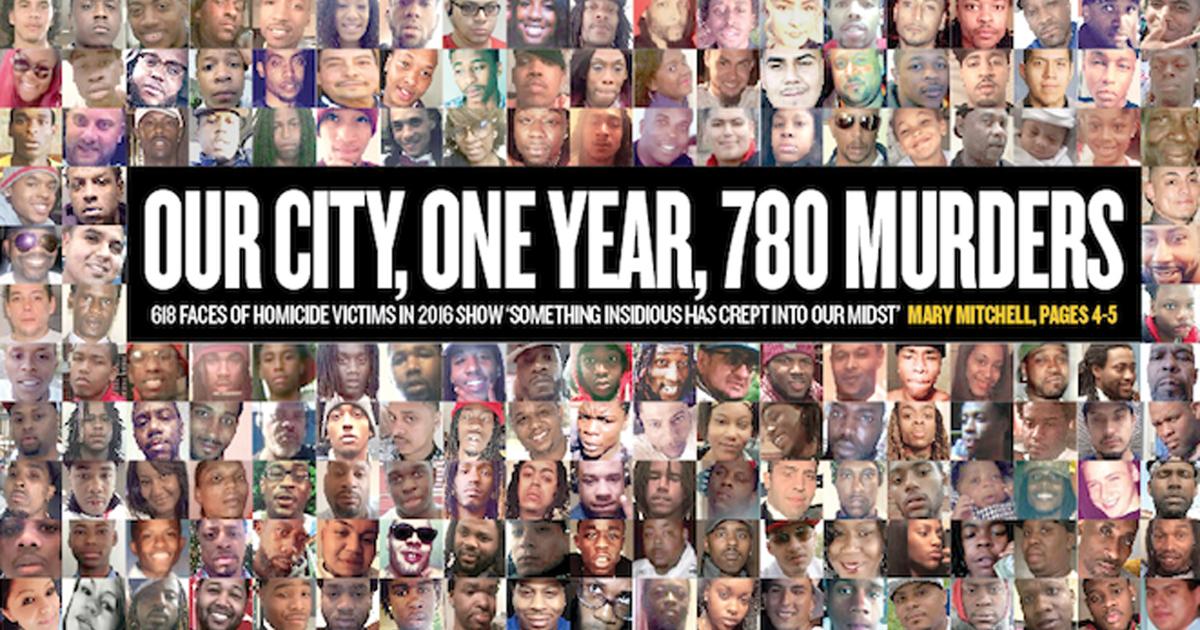 OUR CITY, ONE YEAR, 780 MURDERS
618 FACES OF HOMICIDE VICTIMS IN 2016 SHOW ‘SOMETHING INSIDIOUS HAS CREPT INTO OUR MIDST’ MARY MITCHELL, PAGES 4-5